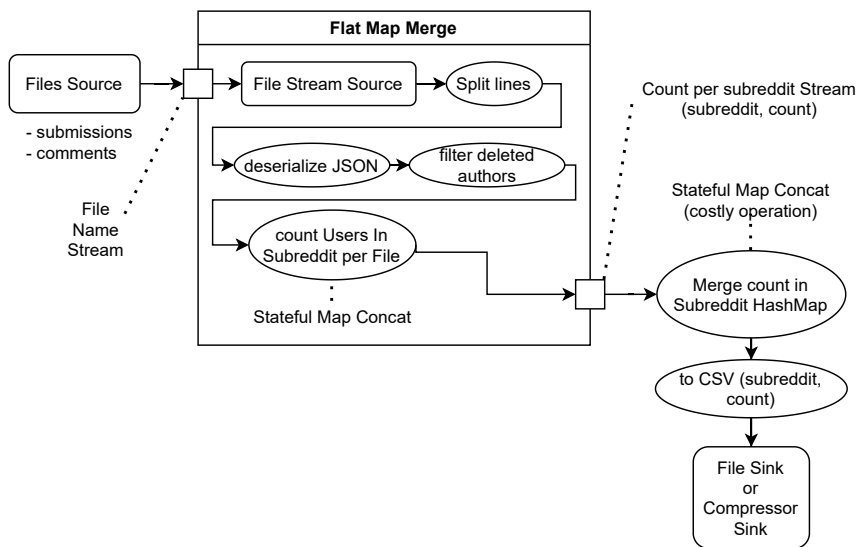 Flat Map Merge
Files Source
- submissions
- comments
File
Name
Stream
File Stream Source
Split lines
deserialize JSON
filter deleted
authors
count Users In
Subreddit per File
Stateful Map Concat
Count per subreddit Stream
(subreddit, count)
Stateful Map Concat
(costly operation)
Merge count in
Subreddit HashMap
to CSV (subreddit,
count)
File Sink
or
Compressor
Sink